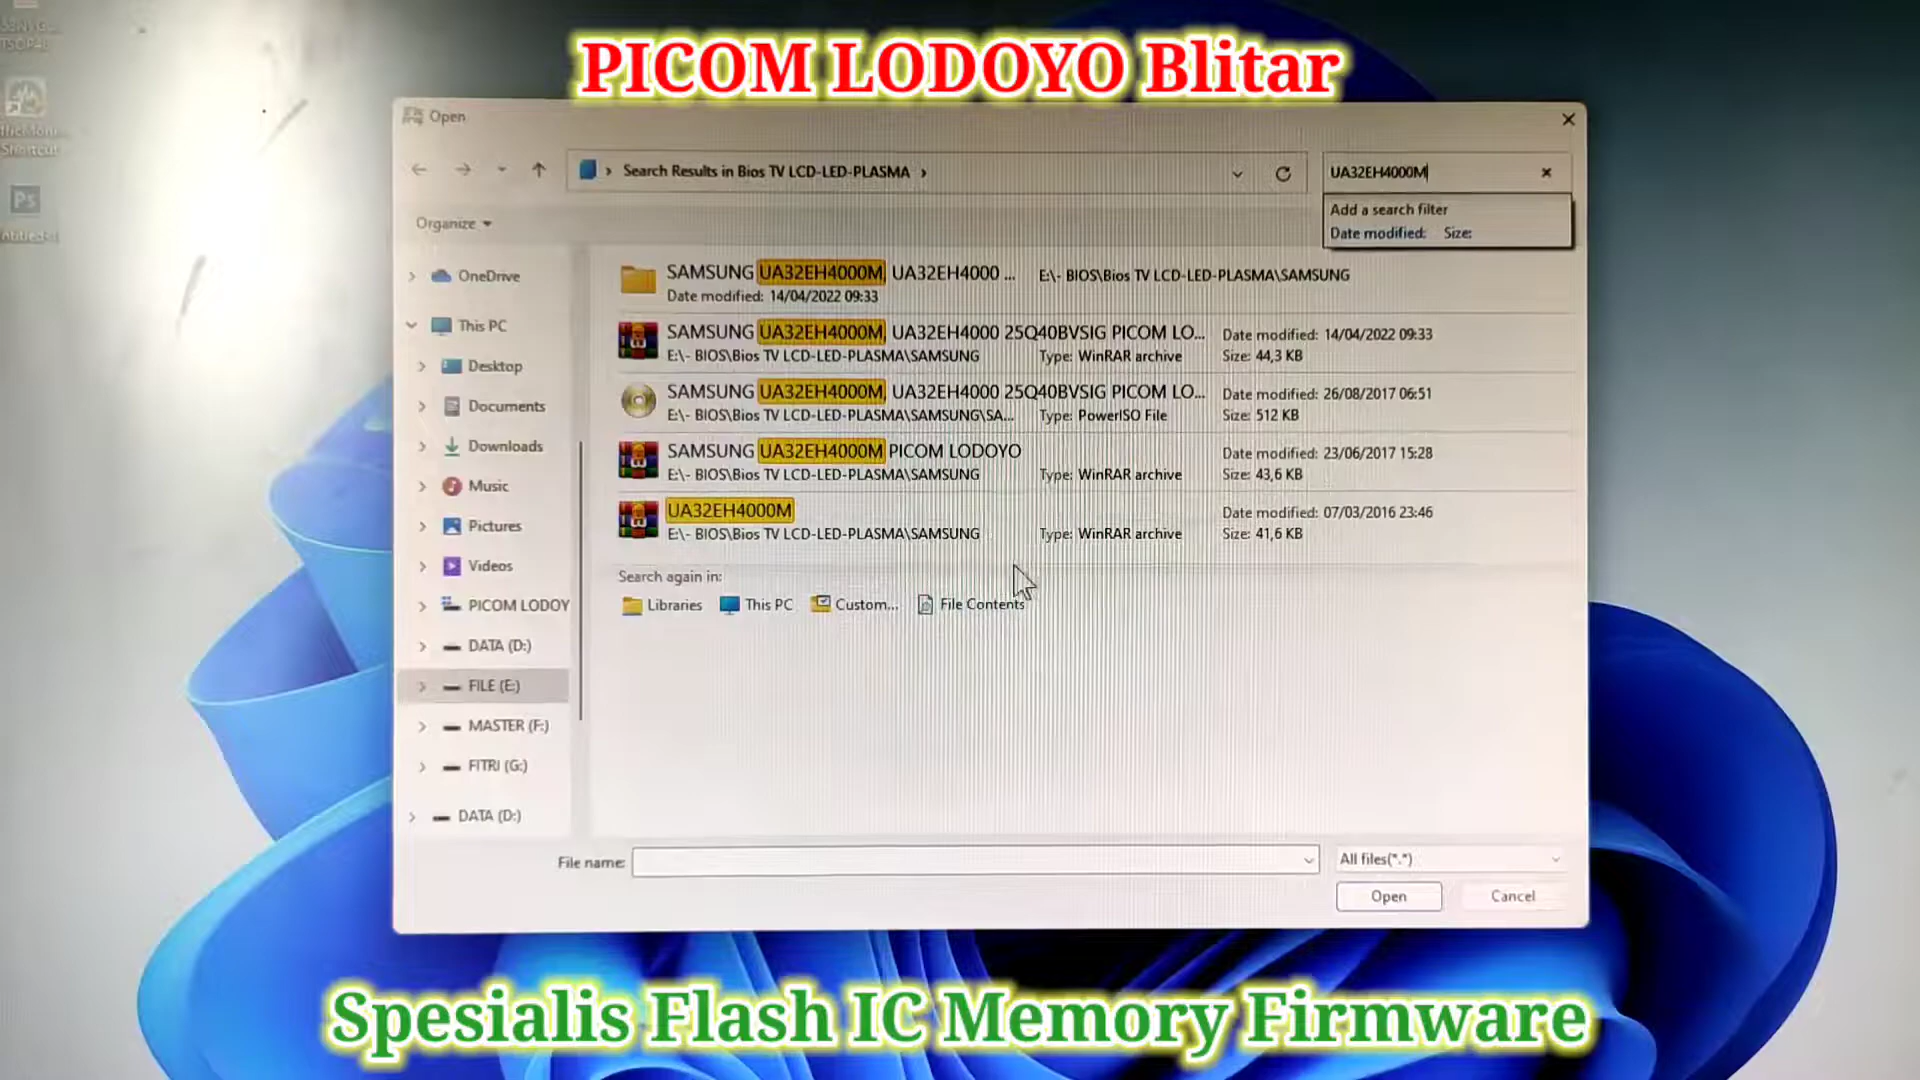 PICOM LODOYO Blitar
Open
Search Results in Bios TV LCD-LED-PLASMA
UA32EH4000M
Add a search filter
Date modified: Size:
Organize
OneDrive
This PC
Desktop
Documents
Downloads
Music
Pictures
Videos
PICOM LODOY
DATA (D:)
FILE (E:)
MASTER (F:)
FITRI (G:)
DATA (D:)
SAMSUNG UA32EH4000M, UA32EH4000 ... E:\- BIOS\Bios TV LCD-LED-PLASMA\SAMSUNG
Date modified: 14/04/2022 09:33
SAMSUNG UA32EH4000M, UA32EH4000 25Q40BVSIG PICOM LO... Date modified: 14/04/2022 09:33
E:\- BIOS\Bios TV LCD-LED-PLASMA\SAMSUNG Type: WinRAR archive Size: 44,3 KB
SAMSUNG UA32EH4000M, UA32EH4000 25Q40BVSIG PICOM LO... Date modified: 26/08/2017 06:51
E:\- BIOS\Bios TV LCD-LED-PLASMA\SAMSUNG\SA... Type: PowerISO File Size: 512 KB
SAMSUNG UA32EH4000M PICOM LODOYO Date modified: 23/06/2017 15:28
E:\- BIOS\Bios TV LCD-LED-PLASMA\SAMSUNG Type: WinRAR archive Size: 43,6 KB
UA32EH4000M Date modified: 07/03/2016 23:46
E:\- BIOS\Bios TV LCD-LED-PLASMA\SAMSUNG Type: WinRAR archive Size: 41,6 KB
Search again in:
Libraries This PC Custom... File Contents
File name: All files(*.*)
Open Cancel
Ps
Shortcut
Spesialis Flash IC Memory Firmware